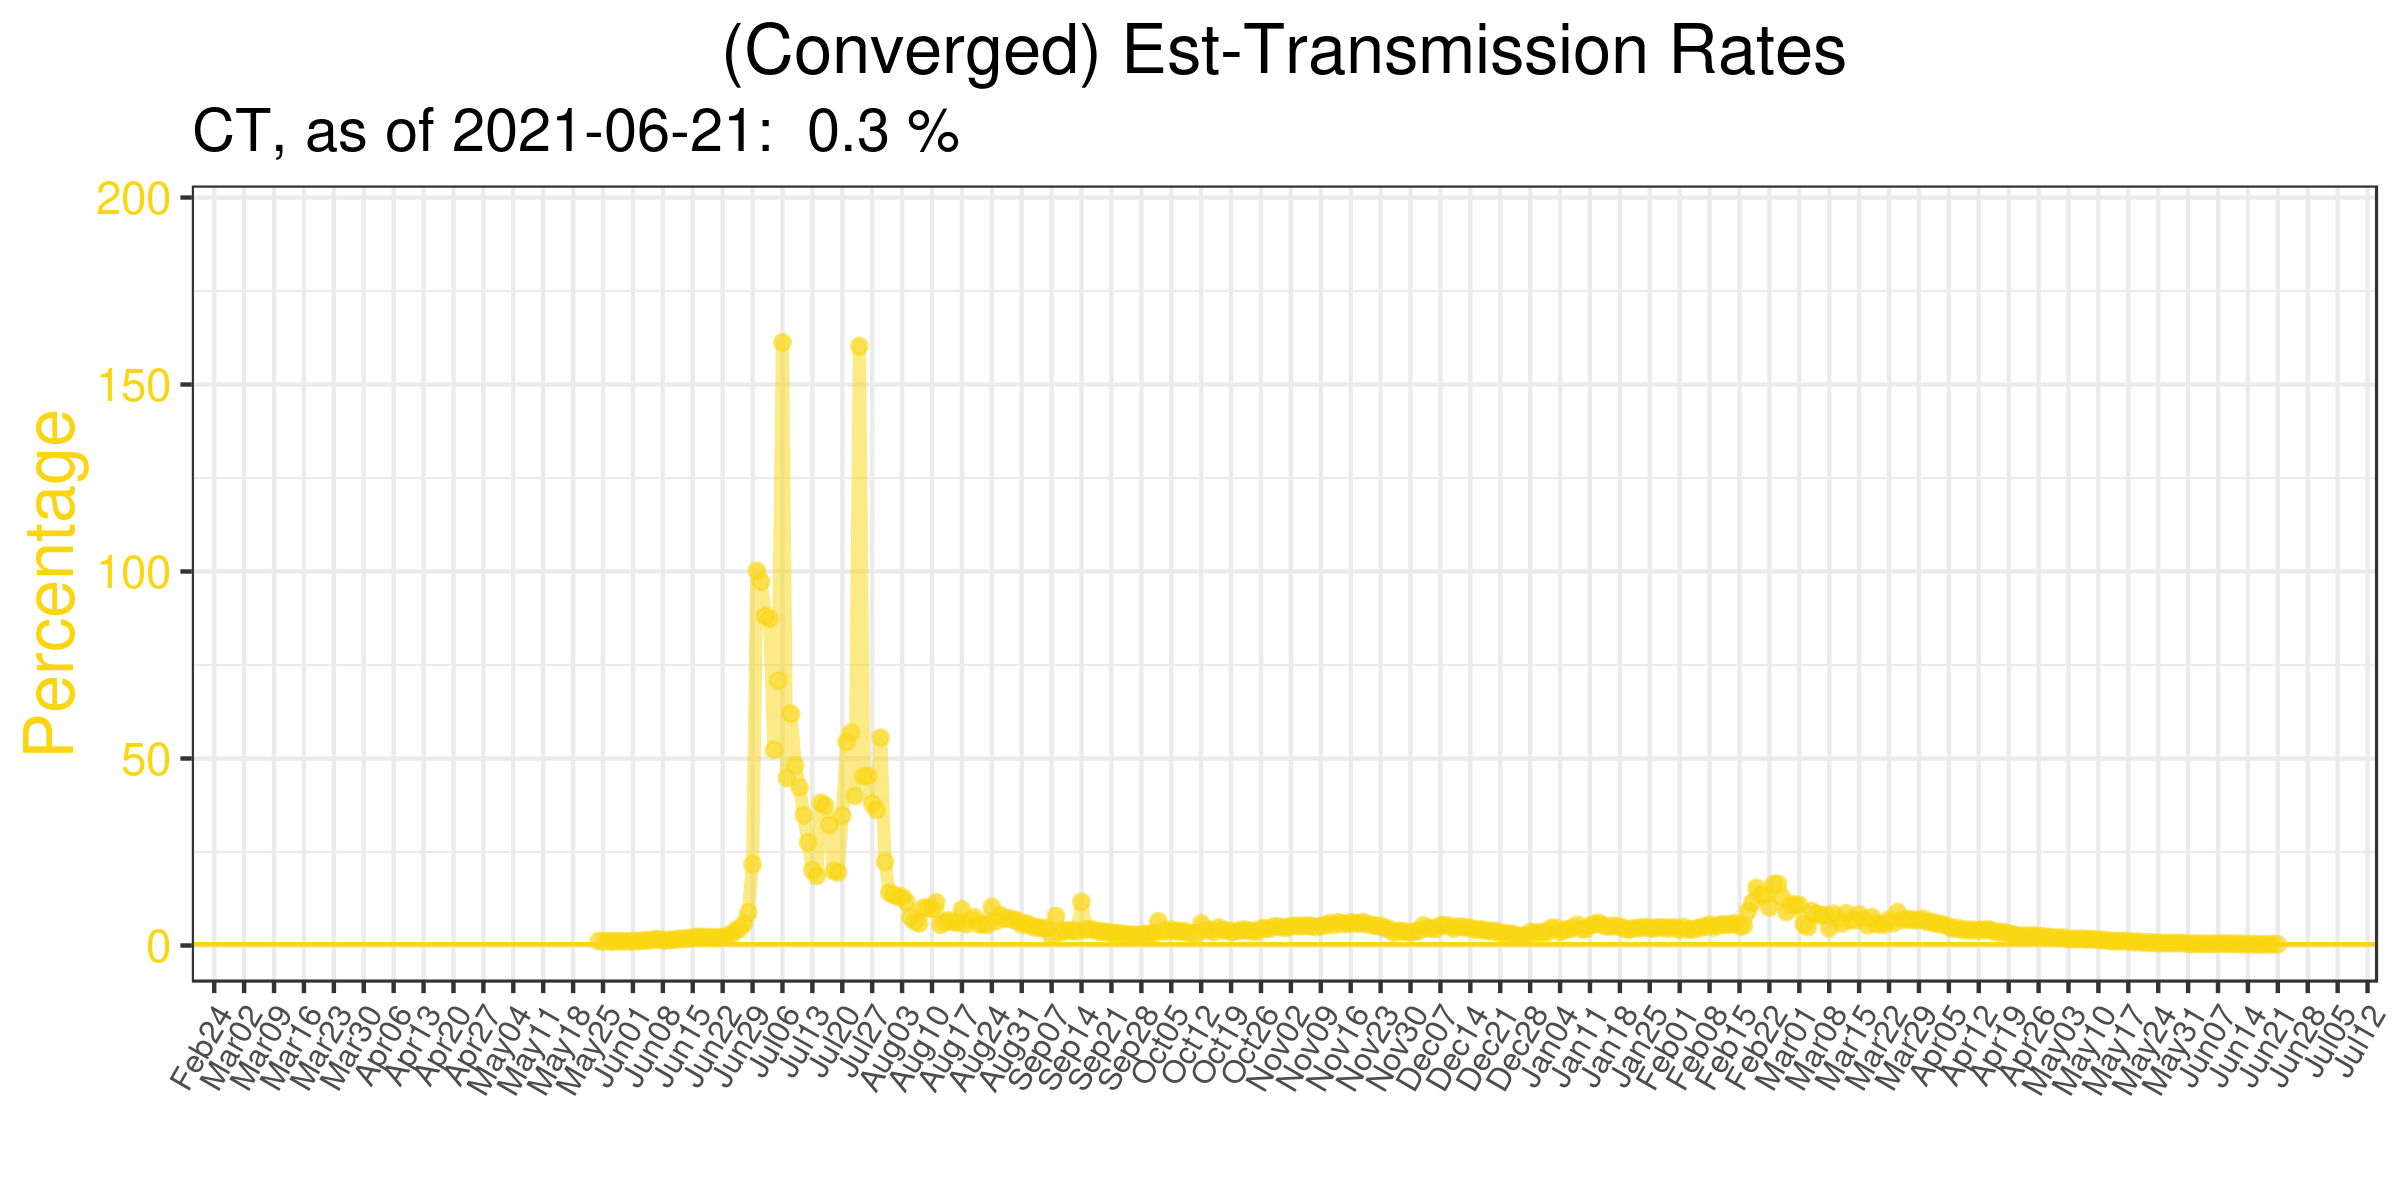 (Converged) Est-Transmission Rates
CT, as of 2021-06-21:  0.3 %
Percentage
200
150
100
50
0
Feb24
Mar02
Mar09
Mar16
Mar23
Mar30
Apr06
Apr13
Apr20
Apr27
May04
May11
May18
May25
Jun01
Jun08
Jun15
Jun22
Jun29
Jul06
Jul13
Jul20
Jul27
Aug03
Aug10
Aug17
Aug24
Aug31
Sep07
Sep14
Sep21
Sep28
Oct05
Oct12
Oct19
Oct26
Nov02
Nov09
Nov16
Nov23
Nov30
Dec07
Dec14
Dec21
Dec28
Jan04
Jan11
Jan18
Jan25
Feb01
Feb08
Feb15
Feb22
Mar01
Mar08
Mar15
Mar22
Mar29
Apr05
Apr12
Apr19
Apr26
May03
May10
May17
May24
May31
Jun07
Jun14
Jun21
Jun28
Jul05
Jul12